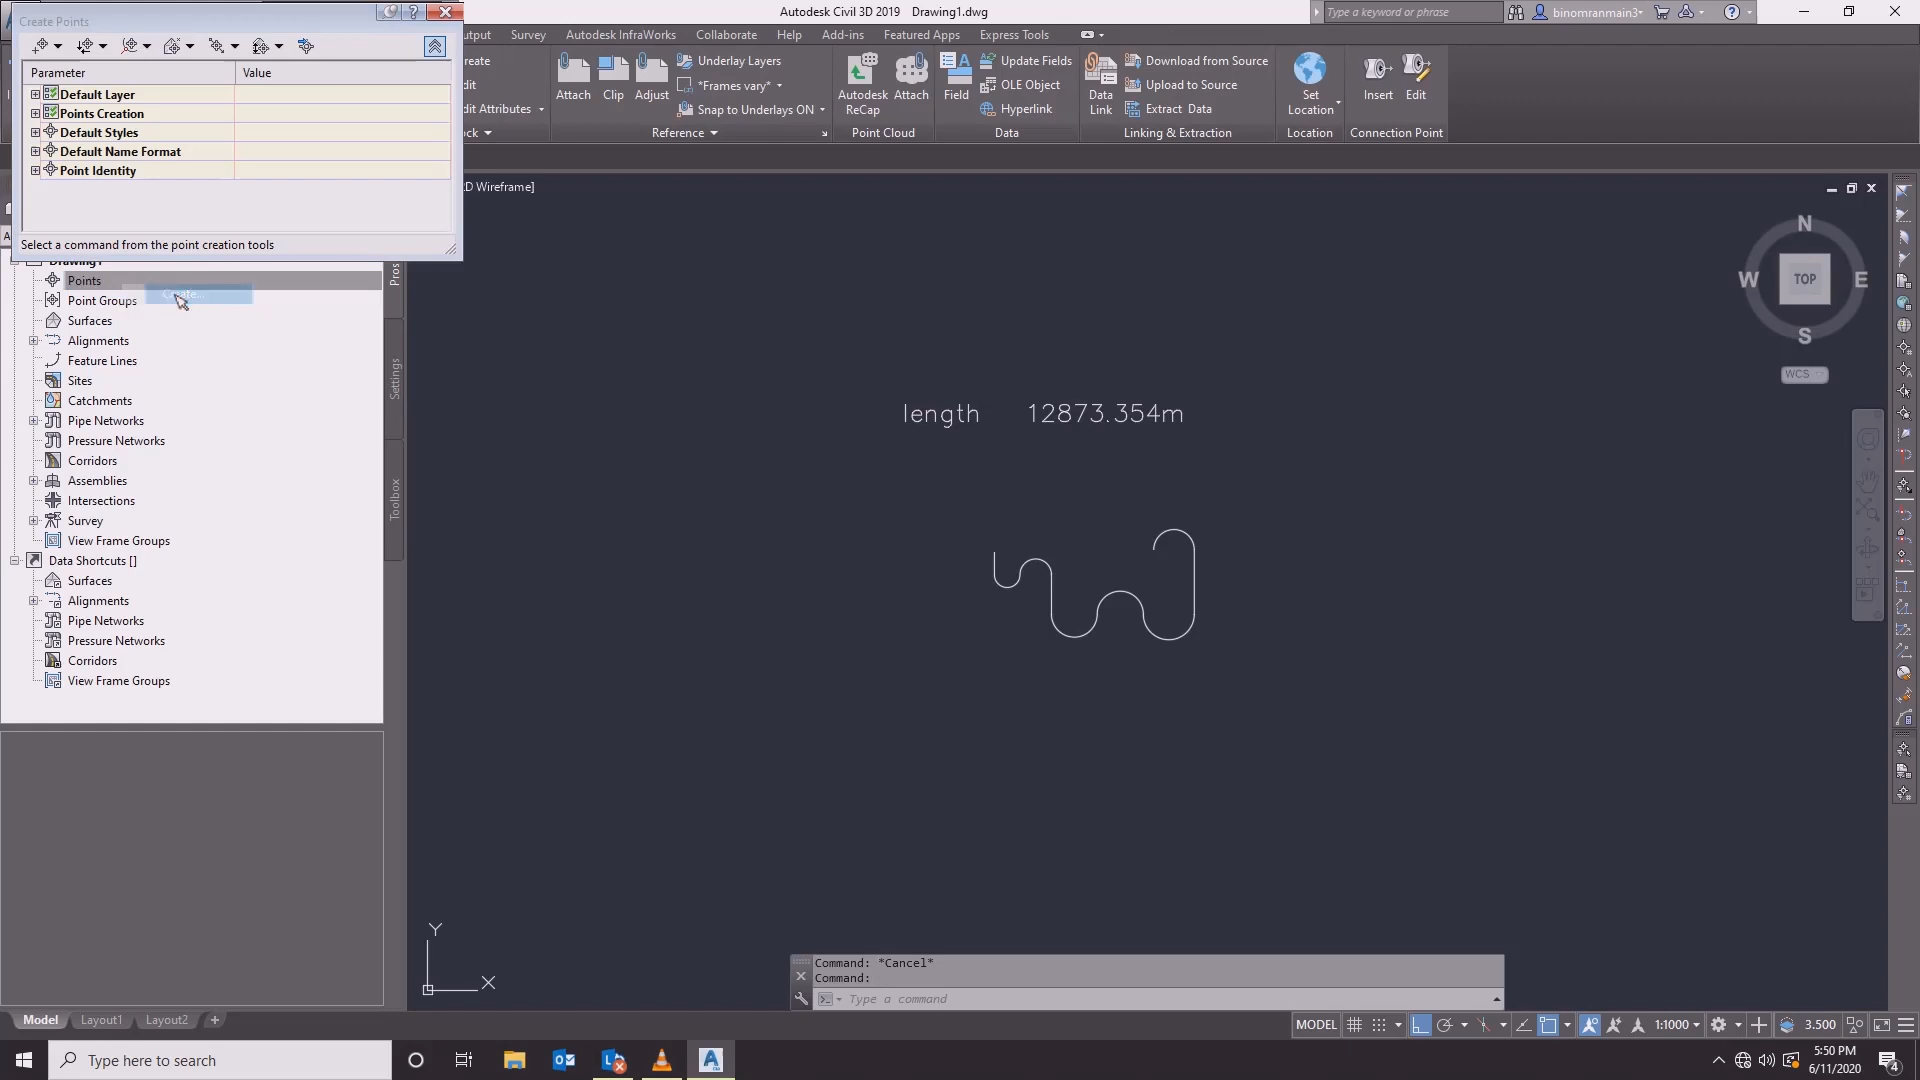 Create Points
Autodesk Civil 3D 2019 Drawing1.dwg
Type a keyword or phrase
binomranmain3
Survey Autodesk InfraWorks Collaborate Help Add-ins Featured Apps Express Tools
Parameter Value
Default Layer
Points Creation
Default Styles
Default Name Format
Point Identity
Select a command from the point creation tools
Attach
Clip
Adjust
Underlay Layers
*Frames vary*
Snap to Underlays ON
Reference
Autodesk ReCap
Attach
Point Cloud
Field
Update Fields
OLE Object
Hyperlink
Data
Data Link
Download from Source
Upload to Source
Extract Data
Linking & Extraction
Set Location
Location
Insert
Edit
Connection Point
D Wireframe]
Drawing1
Points
Create...
Point Groups
Surfaces
Alignments
Feature Lines
Sites
Catchments
Pipe Networks
Pressure Networks
Corridors
Assemblies
Intersections
Survey
View Frame Groups
Data Shortcuts []
Surfaces
Alignments
Pipe Networks
Pressure Networks
Corridors
View Frame Groups
Settings
Toolbox
N
W TOP E
S
WCS
length 12873.354m
Y
X
Command: *Cancel*
Command:
Type a command
Model Layout1 Layout2
MODEL
1:1000
3.500
Type here to search
5:50 PM
6/11/2020
4